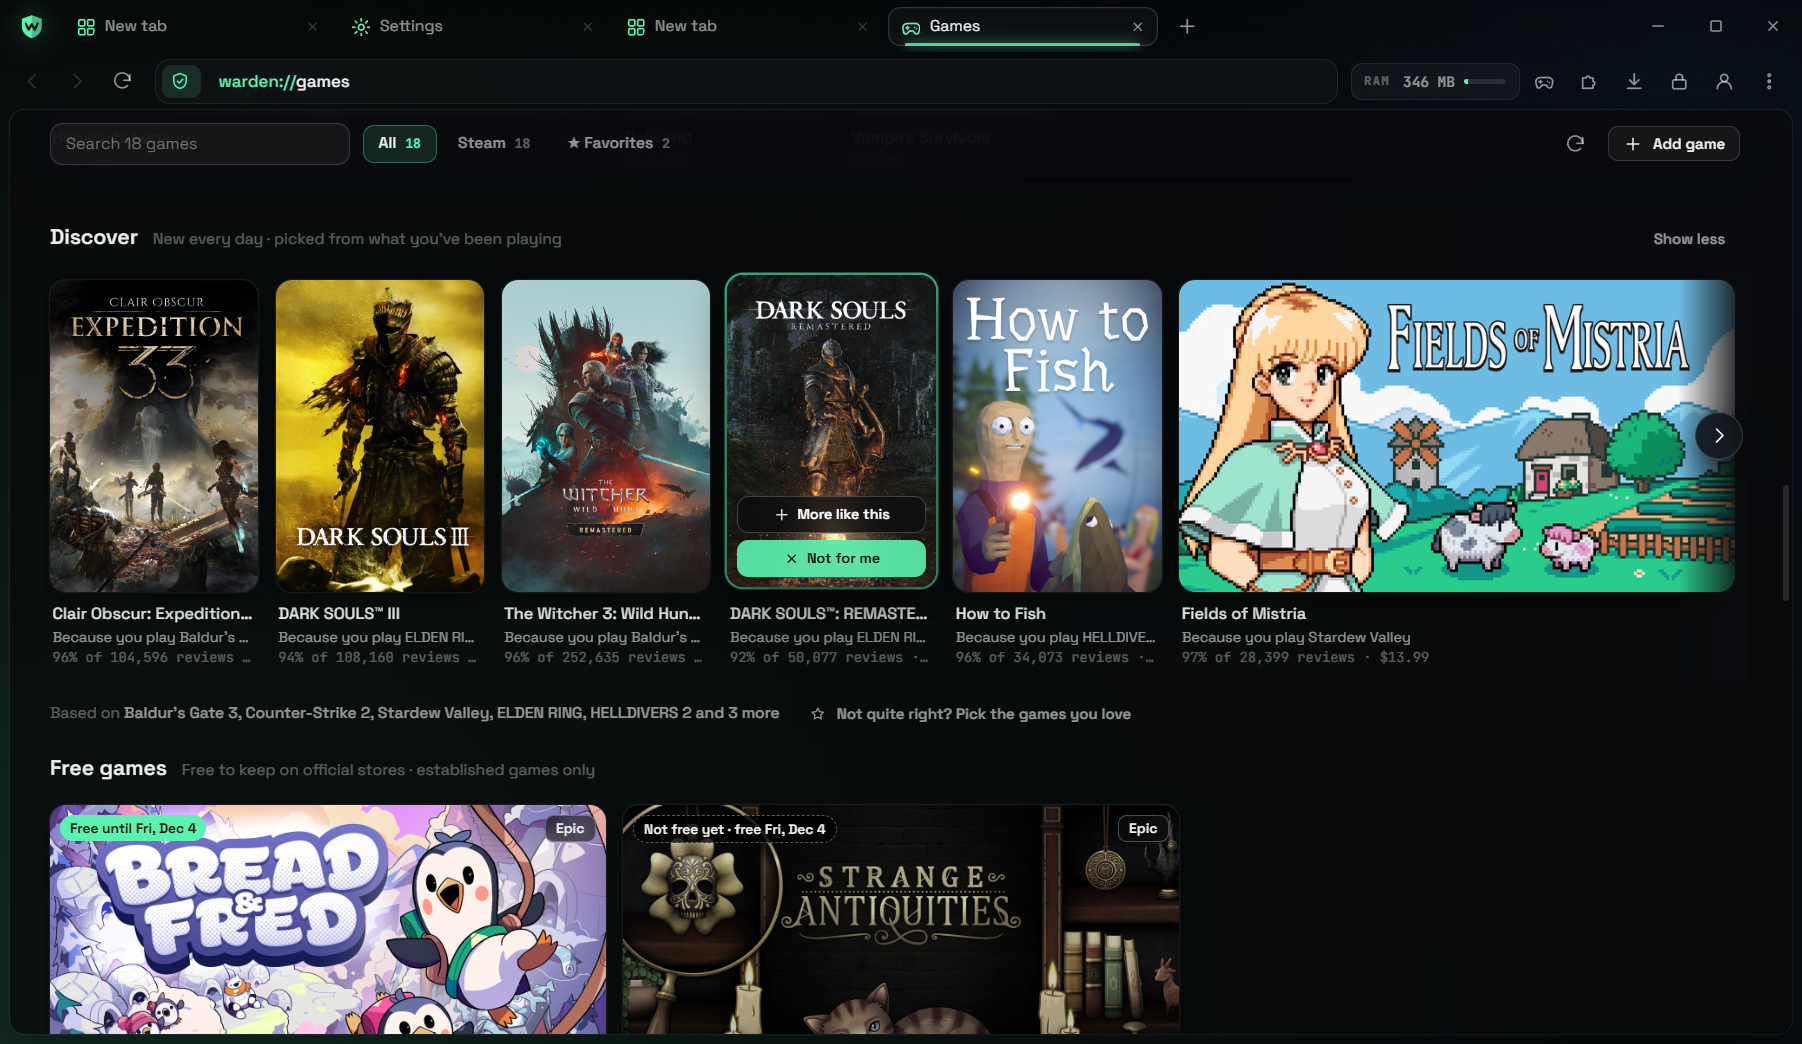 New tab
Settings
New tab
Games
warden://games
RAM 346 MB
Search 18 games
All 18
Steam 18
★ Favorites 2
Vampire Survivors
+ Add game
Discover New every day · picked from what you've been playing
Show less
CLAIR OBSCUR
EXPEDITION
33
DARK SOULS III
THE
WITCHER
WILD HUNT
REMASTERED
DARK SOULS
REMASTERED
+ More like this
× Not for me
How to
Fish
FIELDS OF MISTRIA
Clair Obscur: Expedition...
Because you play Baldur's ...
96% of 104,596 reviews …
DARK SOULS™ III
Because you play ELDEN RI...
94% of 108,160 reviews …
The Witcher 3: Wild Hun...
Because you play Baldur's ...
96% of 252,635 reviews …
DARK SOULS™: REMASTE...
Because you play ELDEN RI...
92% of 50,077 reviews ·…
How to Fish
Because you play HELLDIVE...
96% of 34,073 reviews ·…
Fields of Mistria
Because you play Stardew Valley
97% of 28,399 reviews · $13.99
Based on Baldur's Gate 3, Counter-Strike 2, Stardew Valley, ELDEN RING, HELLDIVERS 2 and 3 more
Not quite right? Pick the games you love
Free games Free to keep on official stores · established games only
Free until Fri, Dec 4
Epic
BREAD
&
FRED
Not free yet · free Fri, Dec 4
Epic
STRANGE
ANTIQUITIES